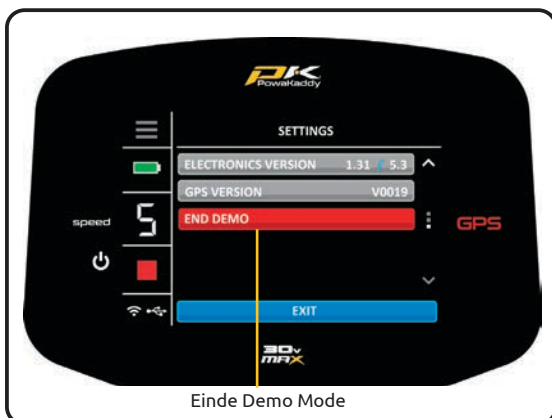 PK
PowaKaddy
SETTINGS
ELECTRONICS VERSION 1.31 5.3
GPS VERSION V0019
speed 5
END DEMO
GPS
EXIT
30V
MAX
Einde Demo Mode